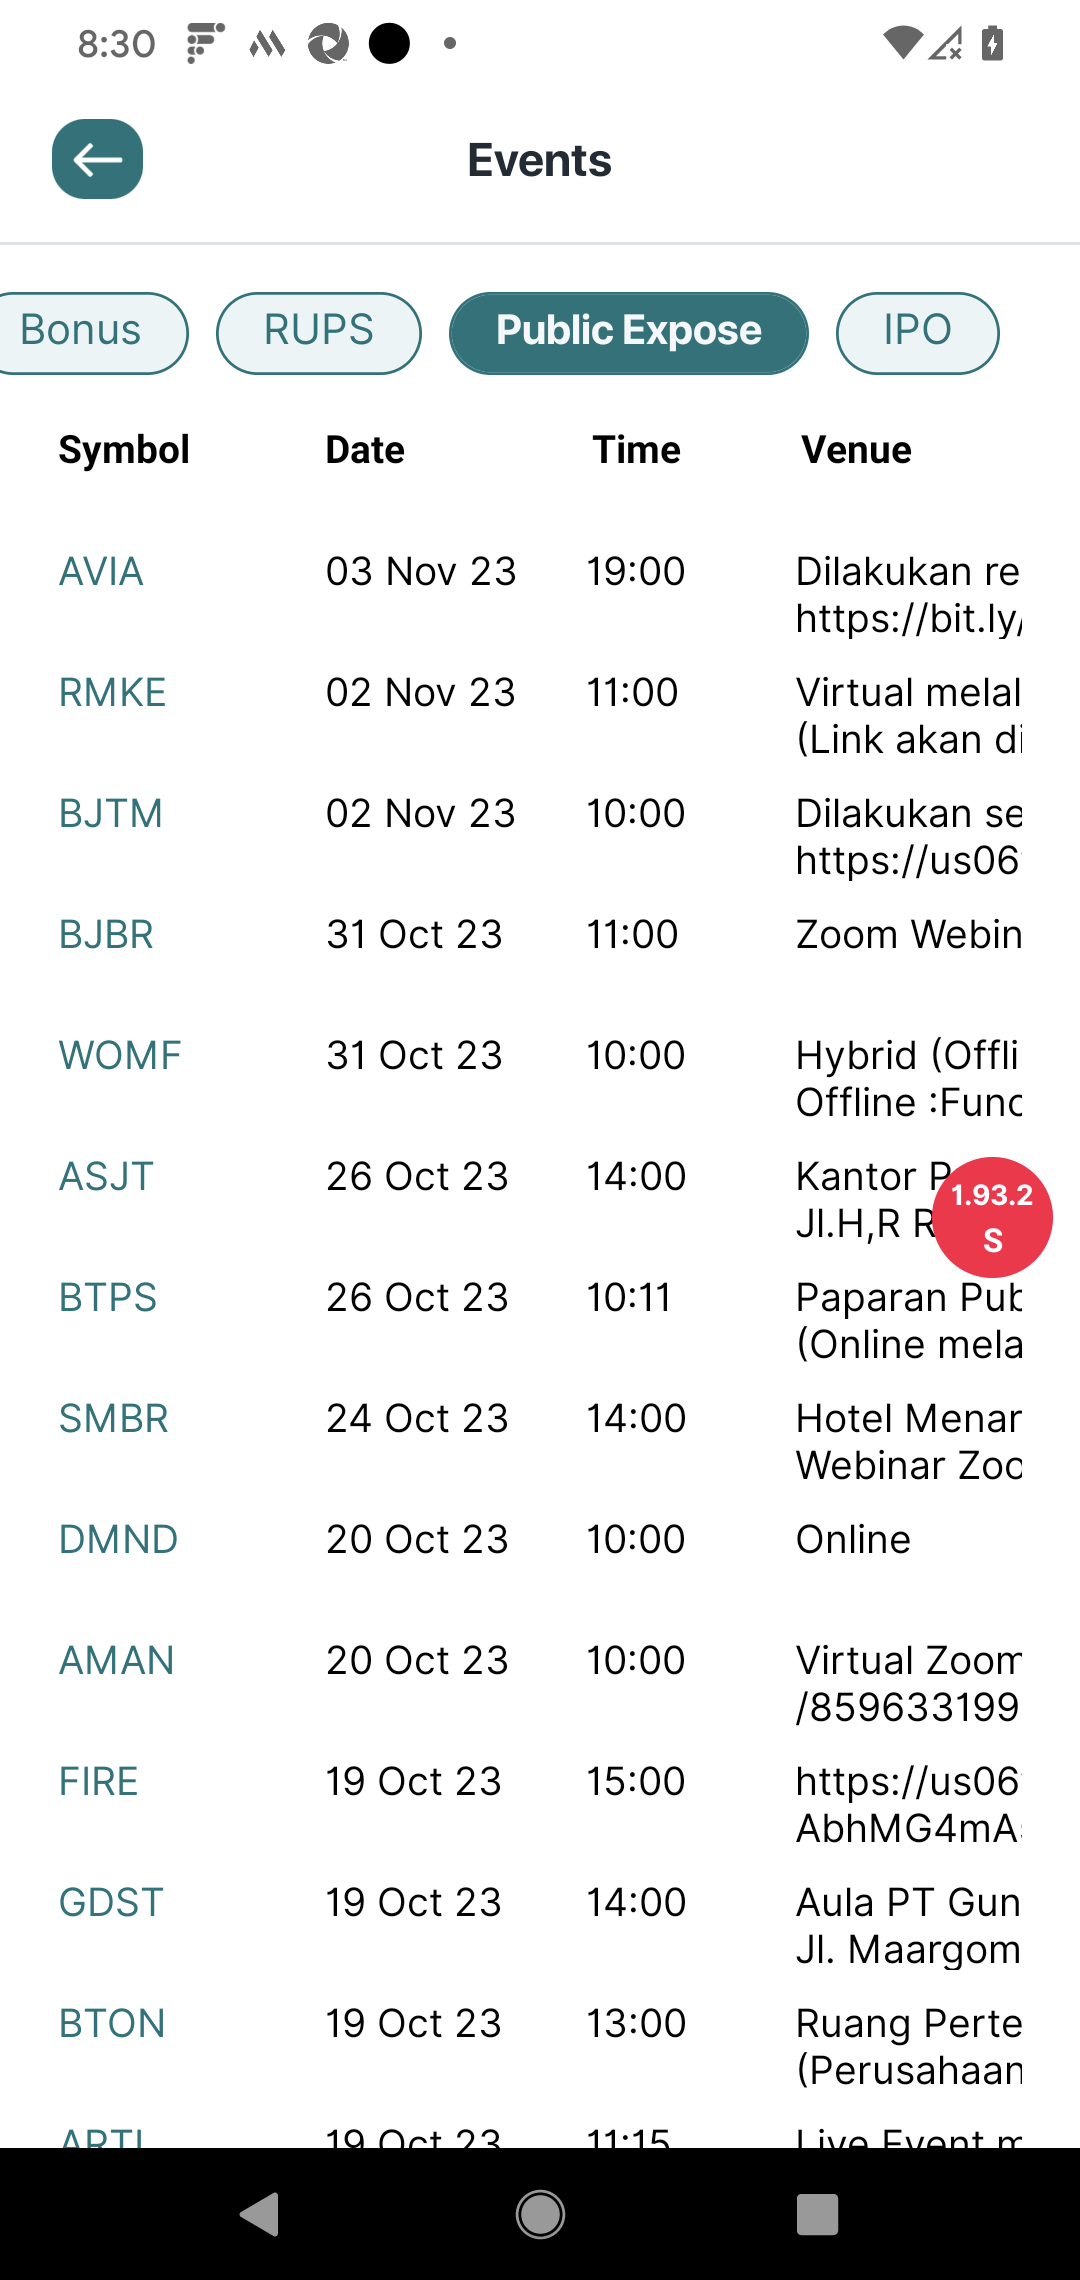 8:30
Events
Bonus RUPS Public Expose IPO
Symbol Date Time Venue
AVIA 03 Nov 23 19:00 Dilakukan re
https://bit.ly/
RMKE 02 Nov 23 11:00 Virtual melal
(Link akan di
BJTM 02 Nov 23 10:00 Dilakukan se
https://us06
BJBR 31 Oct 23 11:00 Zoom Webin
WOMF 31 Oct 23 10:00 Hybrid (Offli
Offline :Func
ASJT 26 Oct 23 14:00 Kantor P
Jl.H,R R
1.93.2
S
BTPS 26 Oct 23 10:11 Paparan Pub
(Online mela
SMBR 24 Oct 23 14:00 Hotel Menar
Webinar Zoo
DMND 20 Oct 23 10:00 Online
AMAN 20 Oct 23 10:00 Virtual Zoom
/859633199
FIRE 19 Oct 23 15:00 https://us06
AbhMG4mA
GDST 19 Oct 23 14:00 Aula PT Gun
Jl. Maargom
BTON 19 Oct 23 13:00 Ruang Perte
(Perusahaan
19 Oct 23 11:15 Live Event m